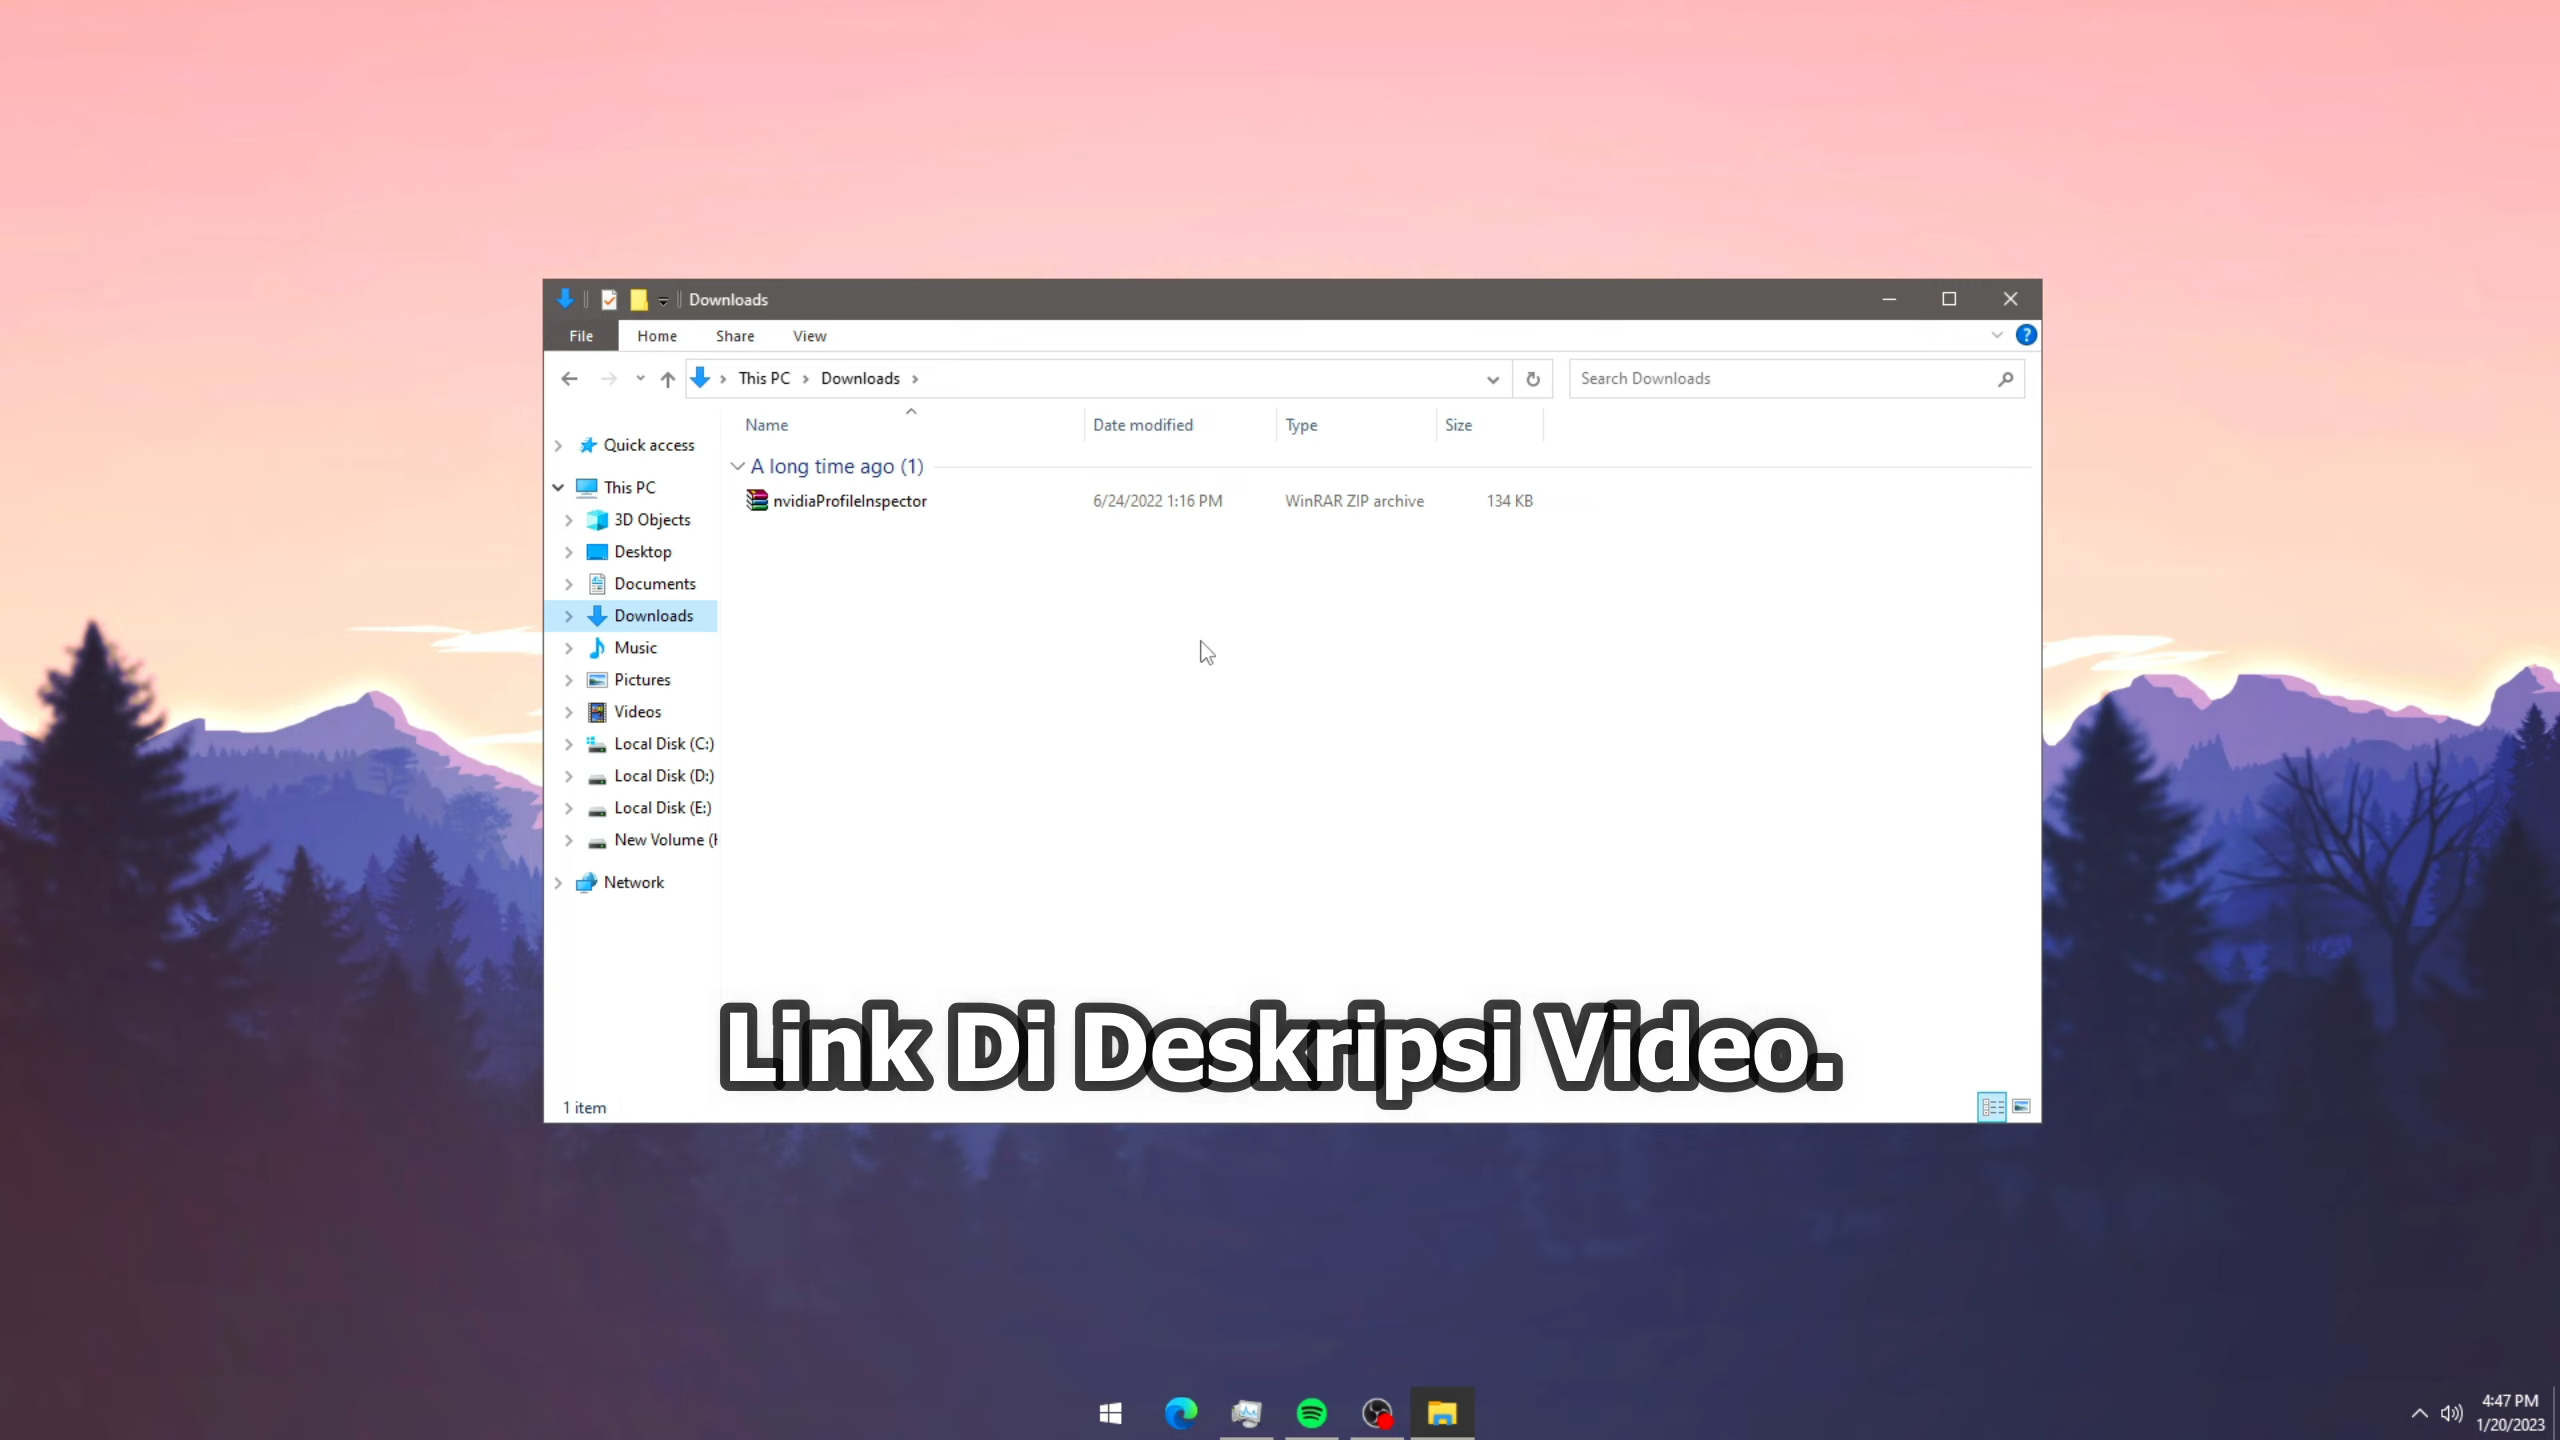 Downloads
File Home Share View
This PC Downloads
Search Downloads
Name Date modified Type Size
Quick access
A long time ago (1)
This PC
nvidiaProfileInspector 6/24/2022 1:16 PM WinRAR ZIP archive 134 KB
3D Objects
Desktop
Documents
Downloads
Music
Pictures
Videos
Local Disk (C:)
Local Disk (D:)
Local Disk (E:)
New Volume (
Network
Link Di Deskripsi Video.
1 item
4:47 PM
1/20/2023